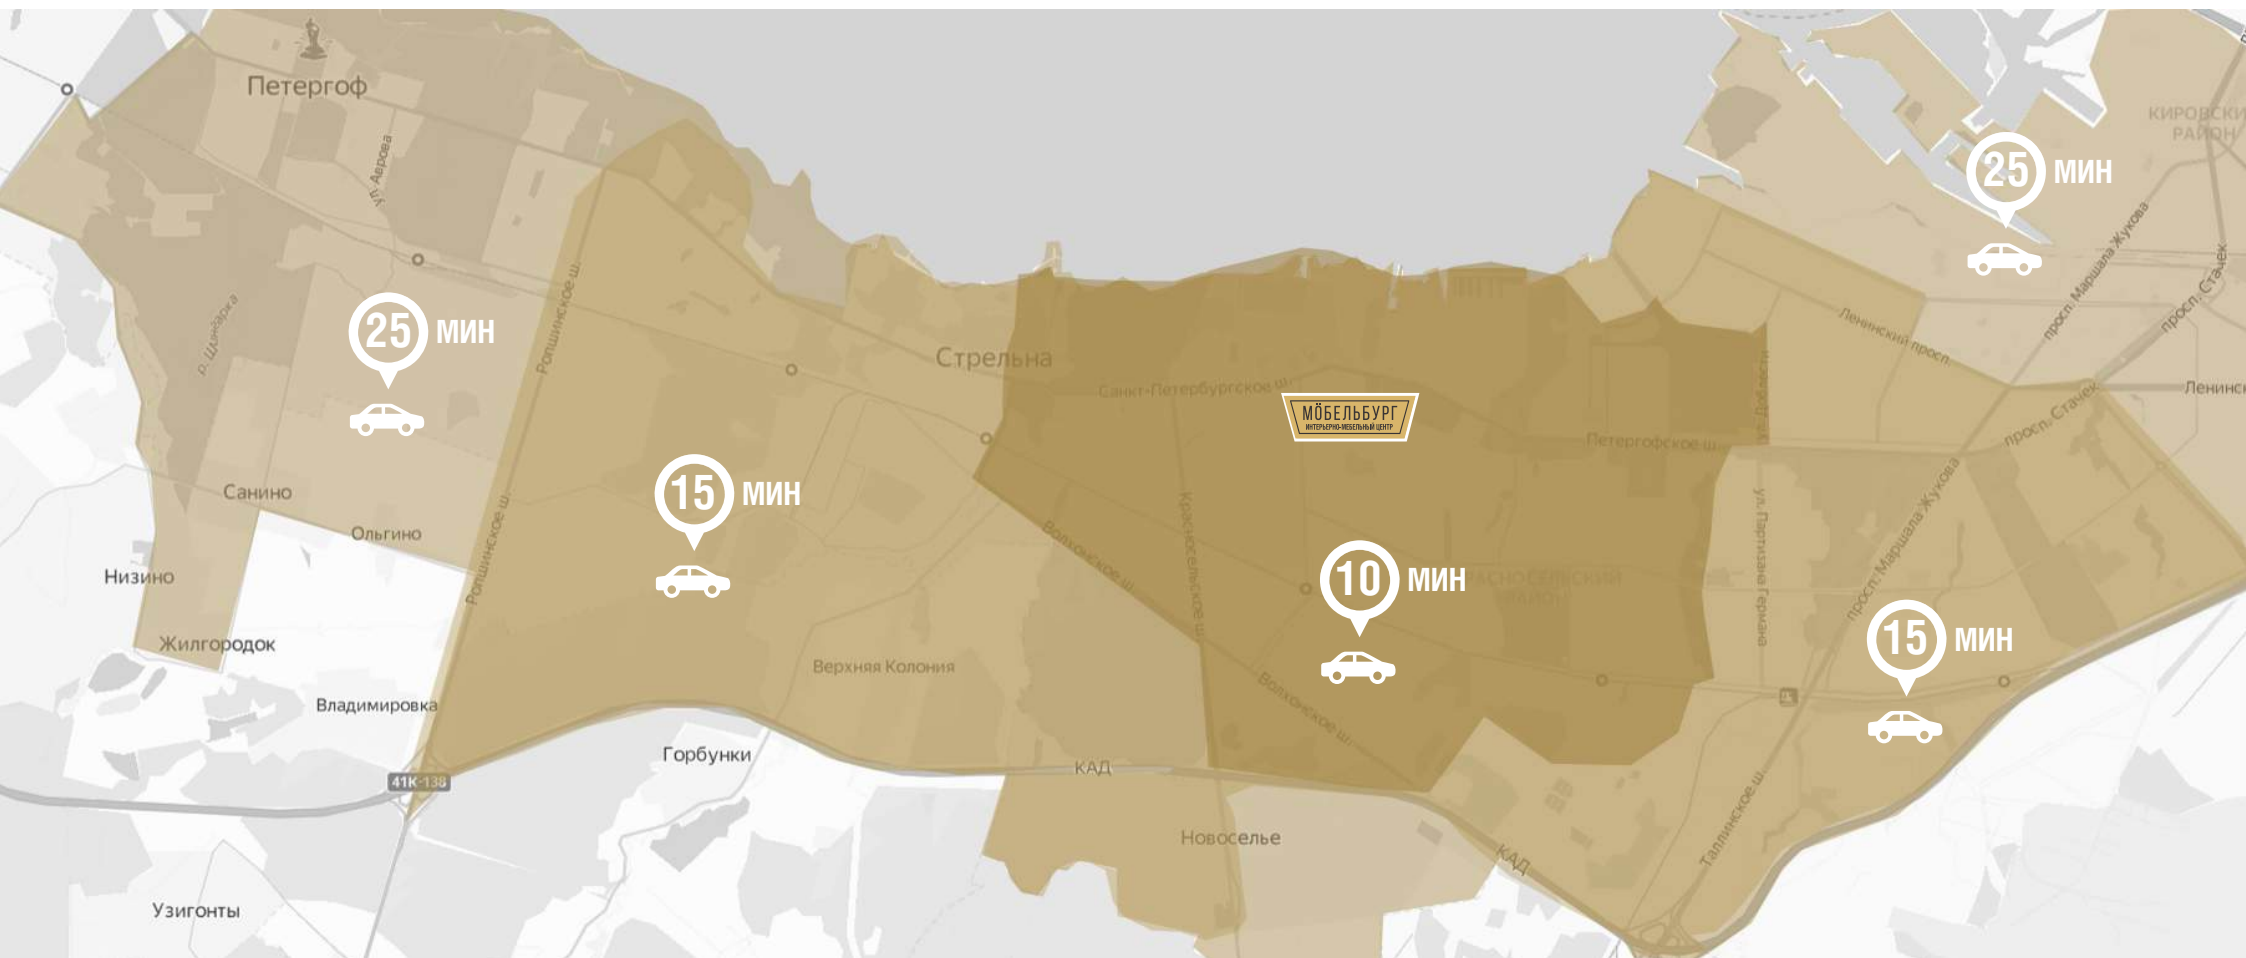 Петергоф
КИРОВСКИ
РАЙОН
ул. Аврова
25 МИН
просп. Маршала Жукова
просп. Стачек
р. Шингарка
25 МИН
Ропшинское ш.
Стрельна
Санкт-Петербургское ш.
МЁБЕЛЬБУРГ
ИНТЕРЬЕРНО-МЕБЕЛЬНЫЙ ЦЕНТР
Ленинский просп.
Ленинск
просп. Стачек
Петергофское ш.
Санино
15 МИН
Ольгино
Ропшинское ш.
Волхонское ш.
Красносельское ш.
10 МИН
РАСНОСЕЛЬСКИЙ
РАЙОН
ул. Партизана Германа
просп. Маршала Жукова
Низино
Жилгородок
Верхняя Колония
15 МИН
Владимировка
Волхонское ш.
Горбунки
КАД
41К-138
Таллинское ш.
Новоселье
КАД
Узигонты